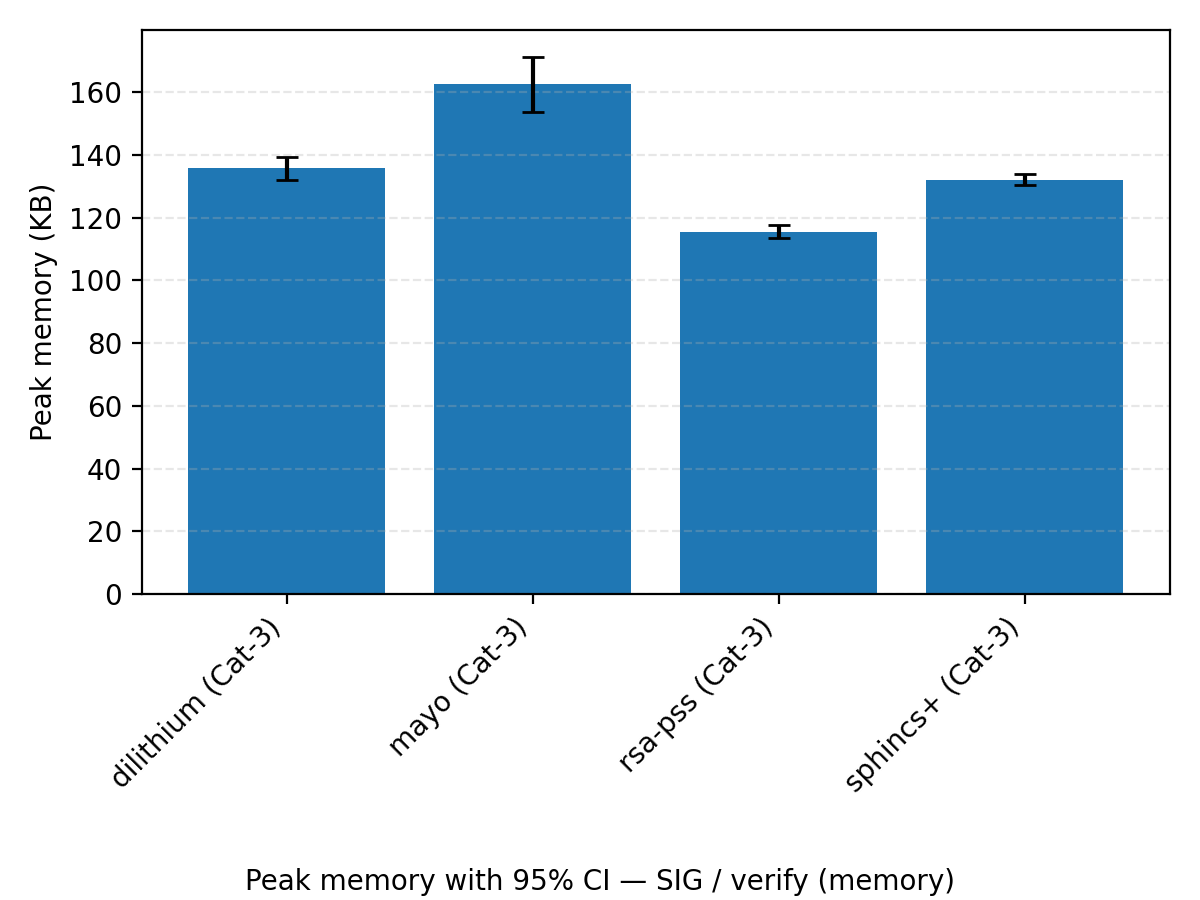 Peak memory (KB)
160
140
120
100
80
60
40
20
0
dilithium (Cat-3)
mayo (Cat-3)
rsa-pss (Cat-3)
sphincs+ (Cat-3)
Peak memory with 95% CI — SIG / verify (memory)